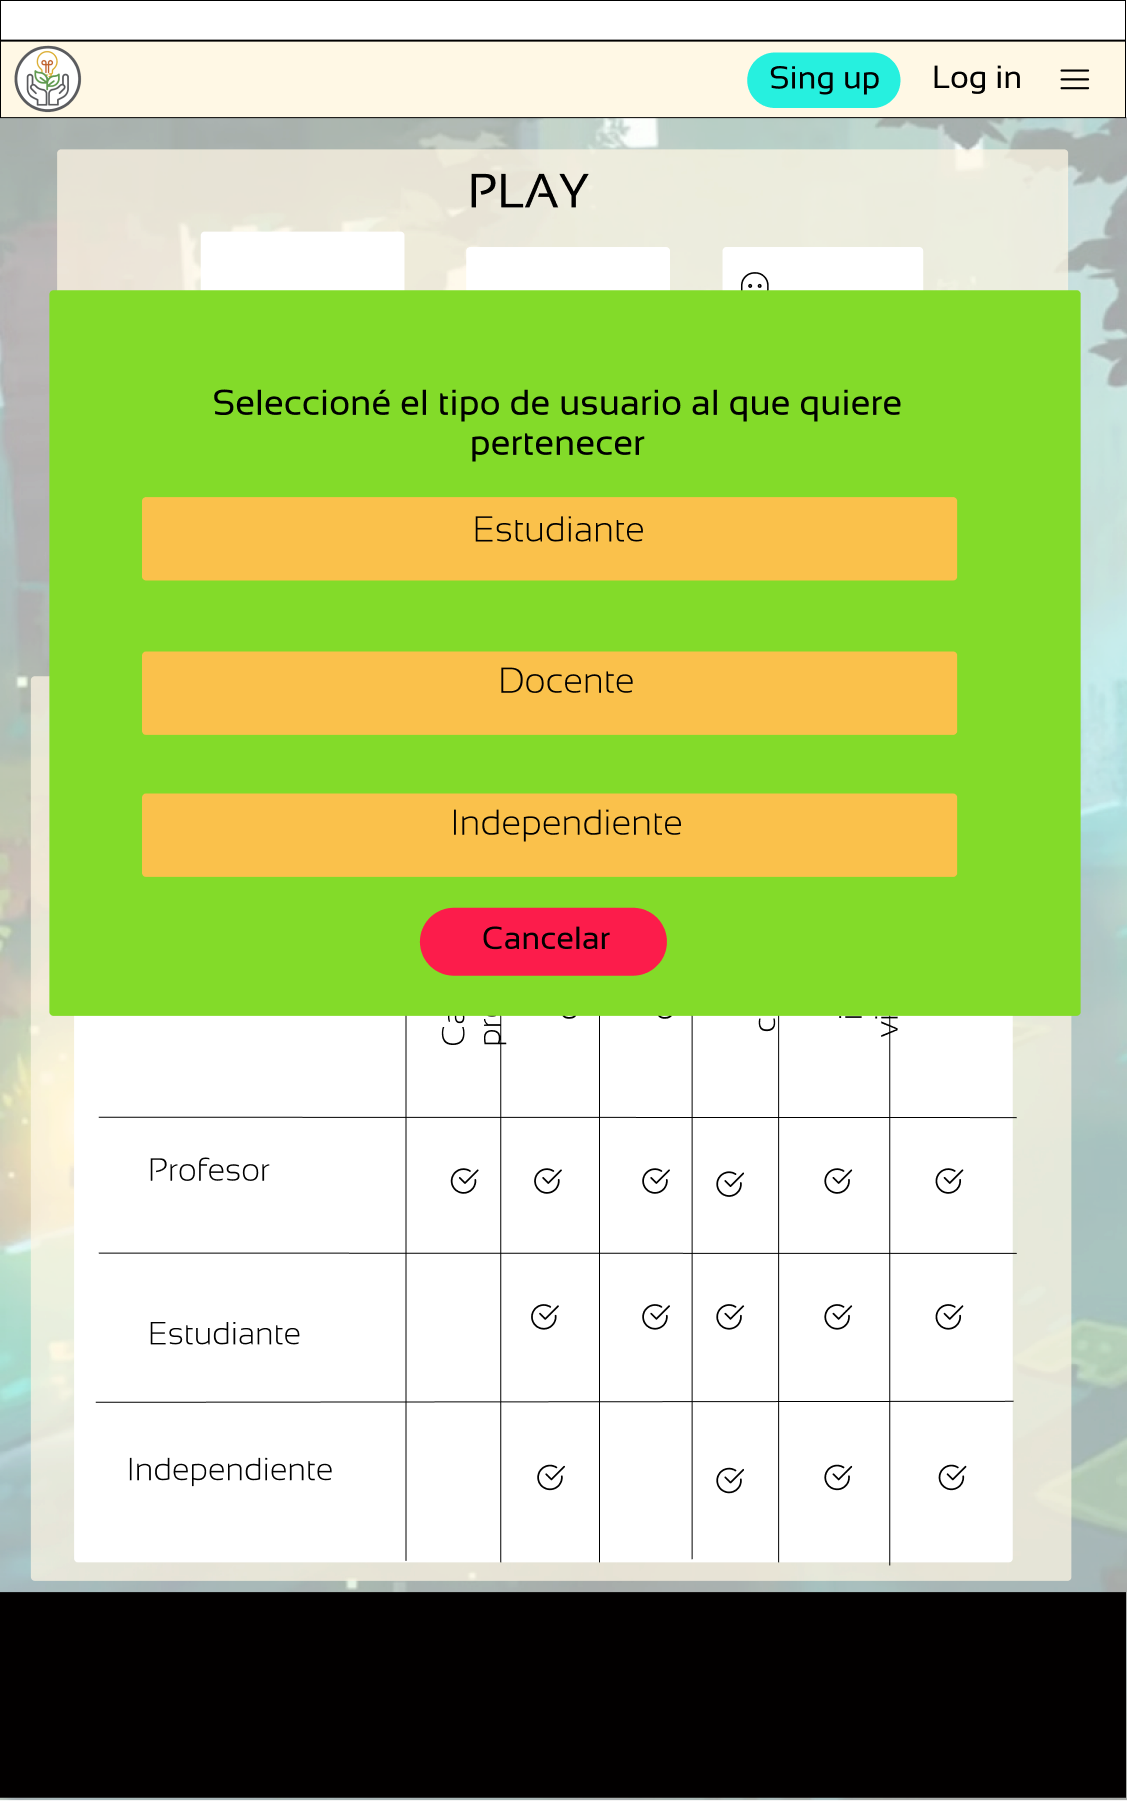 Sing up
Log in
PLAY
Seleccioné el tipo de usuario al que quiere
pertenecer
Estudiante
Docente
Independiente
Cancelar
Profesor
Estudiante
Independiente